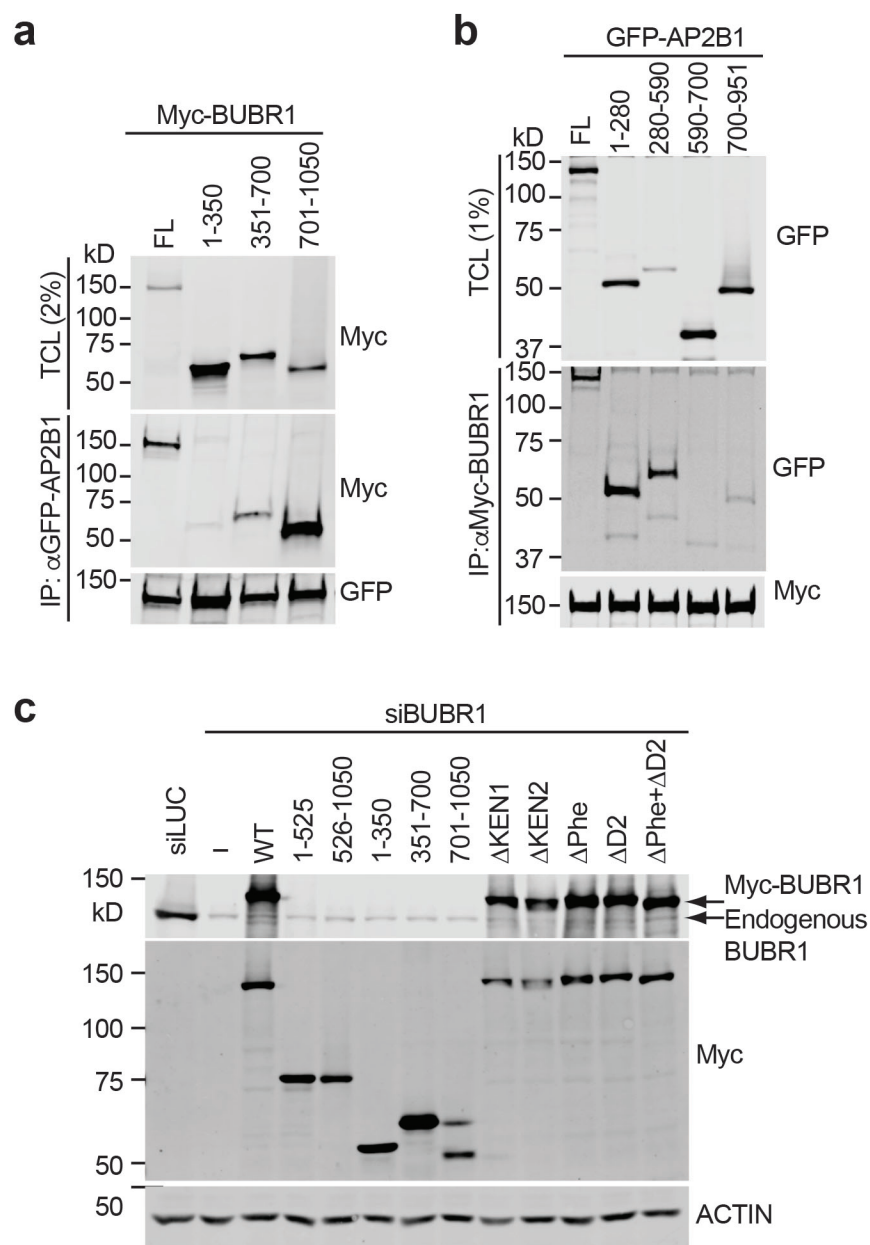 a
Myc-BUBR1
FL
1-350
351-700
701-1050
kD
TCL (2%)
150
100
75
50
Myc
IP: αGFP-AP2B1
150
100
75
50
Myc
150
GFP
b
GFP-AP2B1
FL
1-280
280-590
590-700
700-951
kD
TCL (1%)
150
100
75
50
37
GFP
IP:αMyc-BUBR1
150
100
75
50
37
GFP
150
Myc
c
siBUBR1
siLUC
–
WT
1-525
526-1050
1-350
351-700
701-1050
ΔKEN1
ΔKEN2
ΔPhe
ΔD2
ΔPhe+ΔD2
150
kD
Myc-BUBR1
Endogenous
BUBR1
150
100
75
50
Myc
50
ACTIN